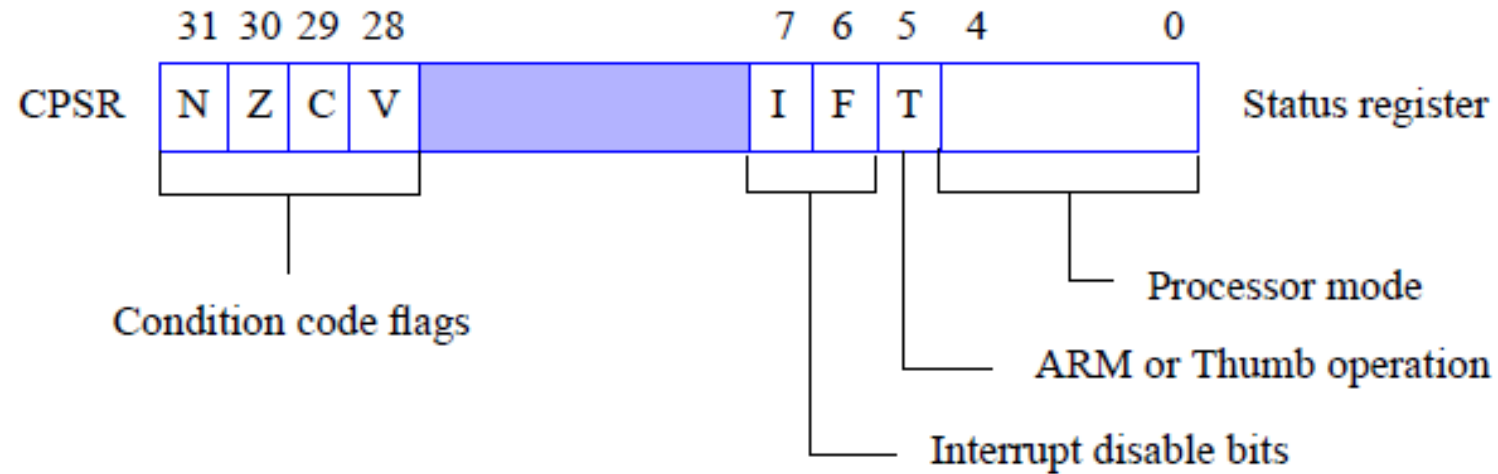 31 30 29 28 7 6 5 4 0
CPSR N Z C V I F T Status register
Processor mode
Condition code flags
ARM or Thumb operation
Interrupt disable bits